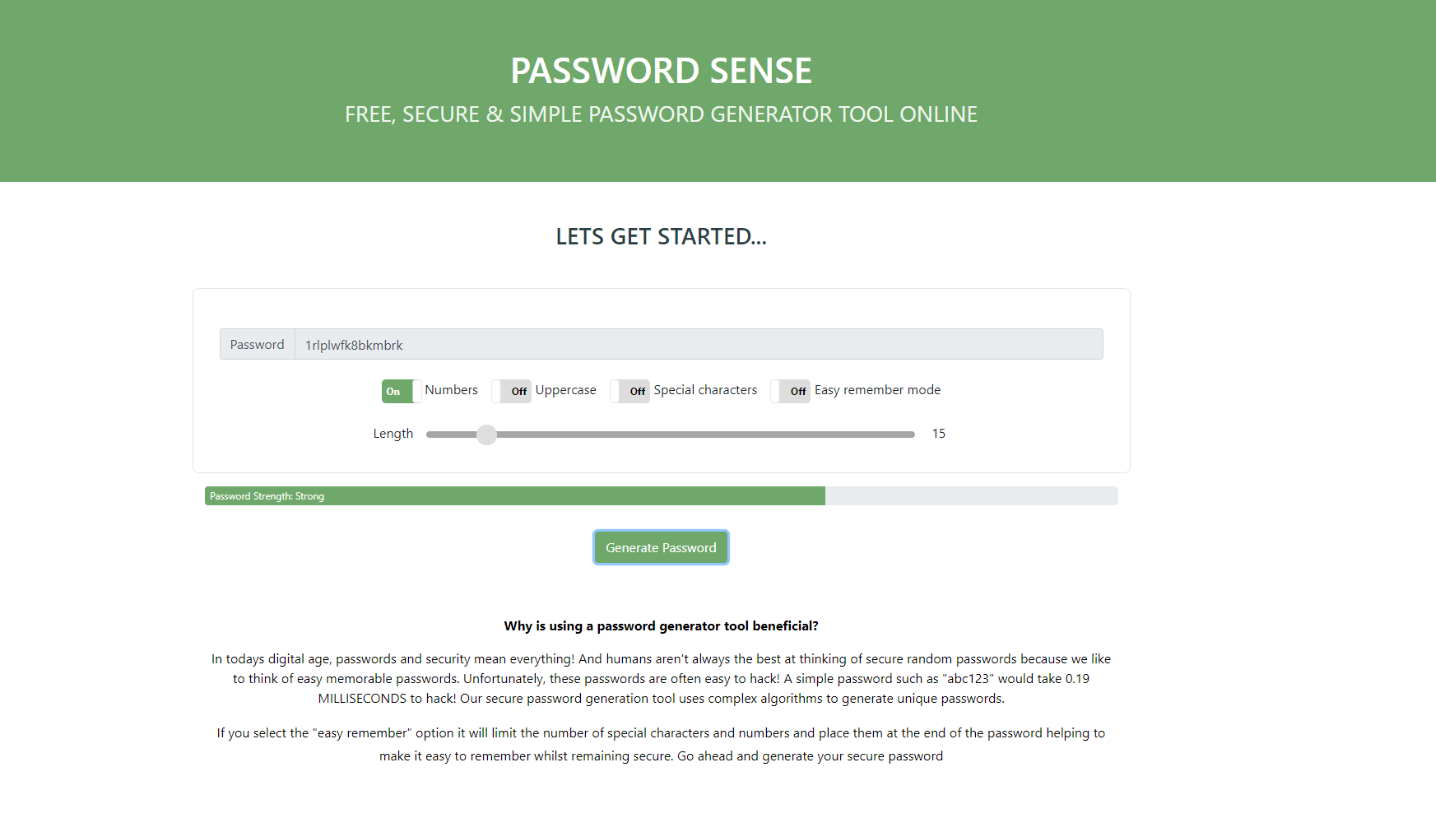 PASSWORD SENSE
FREE, SECURE & SIMPLE PASSWORD GENERATOR TOOL ONLINE
LETS GET STARTED...
Password 1rlplwfk8bkmbrk
On Numbers Off Uppercase Off Special characters Off Easy remember mode
Length 15
Password Strength: Strong
Generate Password
Why is using a password generator tool beneficial?
In todays digital age, passwords and security mean everything! And humans aren't always the best at thinking of secure random passwords because we like
to think of easy memorable passwords. Unfortunately, these passwords are often easy to hack! A simple password such as "abc123" would take 0.19
MILLISECONDS to hack! Our secure password generation tool uses complex algorithms to generate unique passwords.
If you select the "easy remember" option it will limit the number of special characters and numbers and place them at the end of the password helping to
make it easy to remember whilst remaining secure. Go ahead and generate your secure password